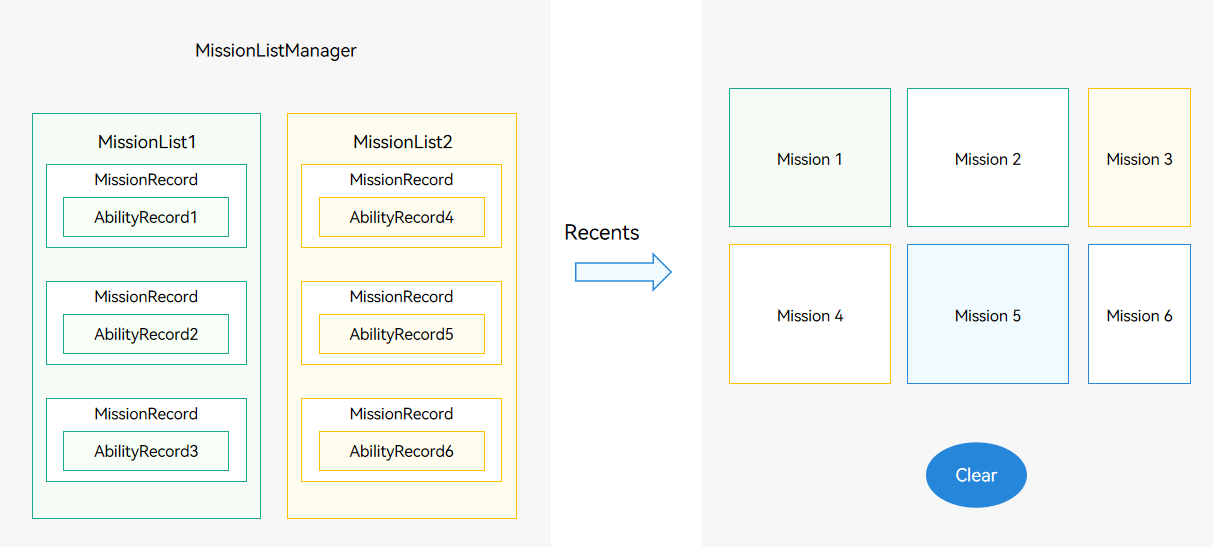 MissionListManager
MissionList1
MissionRecord
AbilityRecord1
MissionRecord
AbilityRecord2
MissionRecord
AbilityRecord3
MissionList2
MissionRecord
AbilityRecord4
MissionRecord
AbilityRecord5
MissionRecord
AbilityRecord6
Recents
Mission 1
Mission 2
Mission 3
Mission 4
Mission 5
Mission 6
Clear